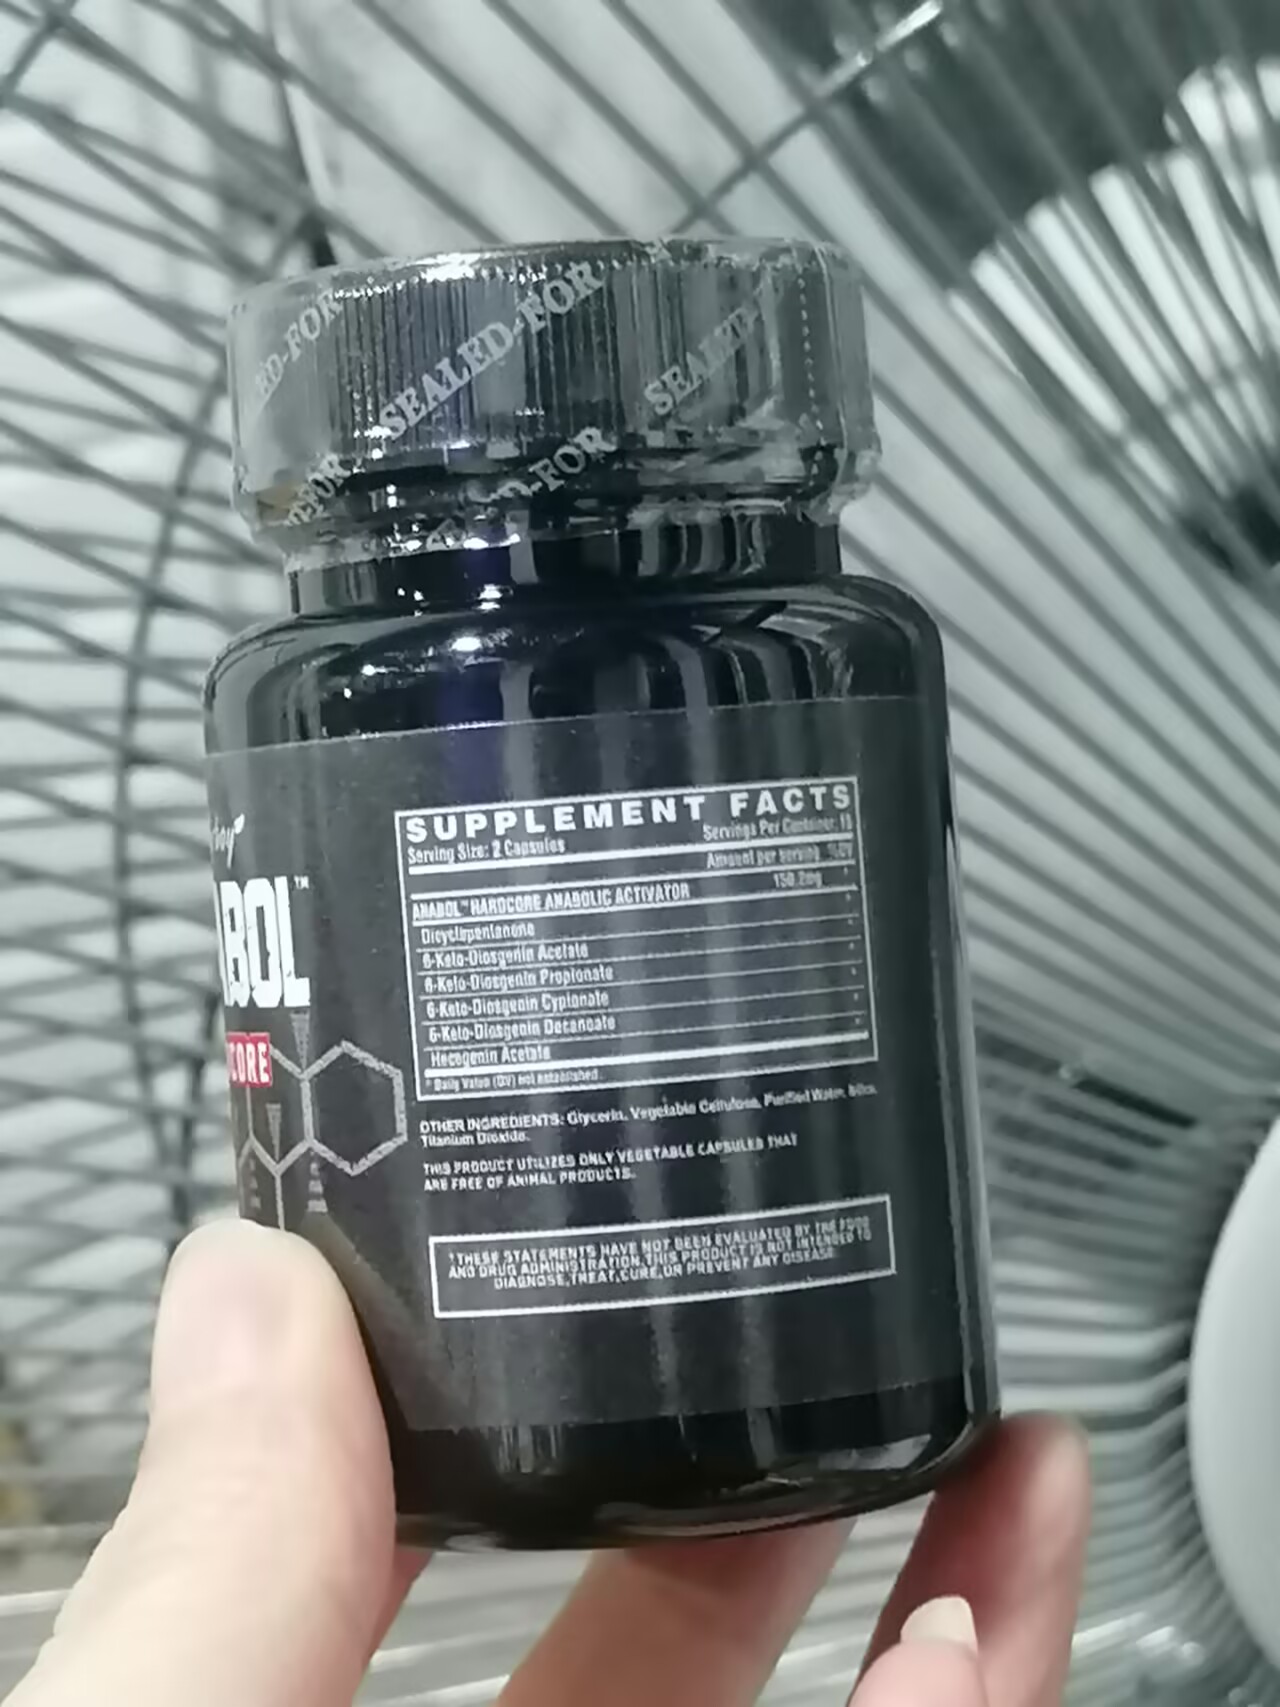 ED-FOR
SEALED-FOR
SEALED-
BOL™
CORE
SUPPLEMENT FACTS
Serving Size: 2 Capsules
Servings Per Container: 15
Amount per serving %DV
ANABOL™ HARDCORE ANABOLIC ACTIVATOR 150.2mg *
Dicyclopentanone *
6-Keto-Diosgenin Acetate *
6-Keto-Diosgenin Propionate *
6-Keto-Diosgenin Cypionate *
6-Keto-Diosgenin Decanoate *
Hecogenin Acetate *
* Daily Value (DV) not established.
OTHER INGREDIENTS: Glycerin, Vegetable Cellulose, Purified Water, Silica,
Titanium Dioxide.
THIS PRODUCT UTILIZES ONLY VEGETABLE CAPSULES THAT
ARE FREE OF ANIMAL PRODUCTS.
THESE STATEMENTS HAVE NOT BEEN EVALUATED BY THE FOOD
AND DRUG ADMINISTRATION. THIS PRODUCT IS NOT INTENDED TO
DIAGNOSE, TREAT, CURE, OR PREVENT ANY DISEASE.